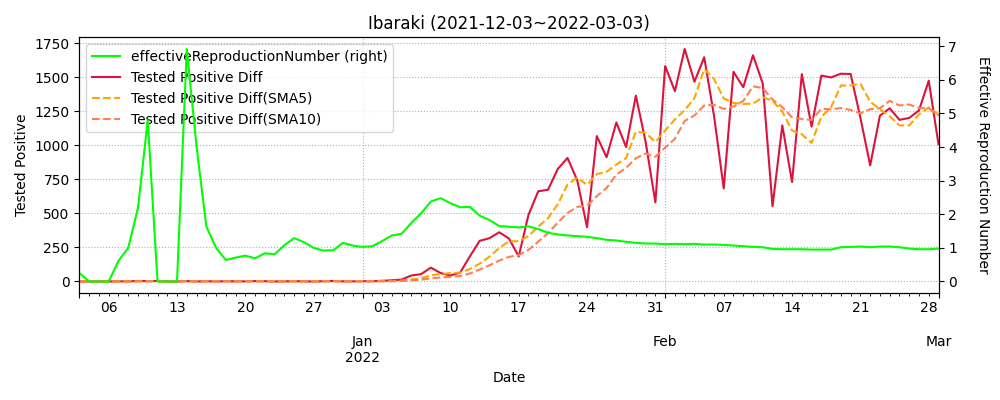 Ibaraki (2021-12-03~2022-03-03)
effectiveReproductionNumber (right)
Tested Positive Diff
Tested Positive Diff(SMA5)
Tested Positive Diff(SMA10)
Tested Positive
1750
1500
1250
1000
750
500
250
0
Effective Reproduction Number
7
6
5
4
3
2
1
0
06 13 20 27 03 10 17 24 31 07 14 21 28
Jan Feb Mar
2022
Date